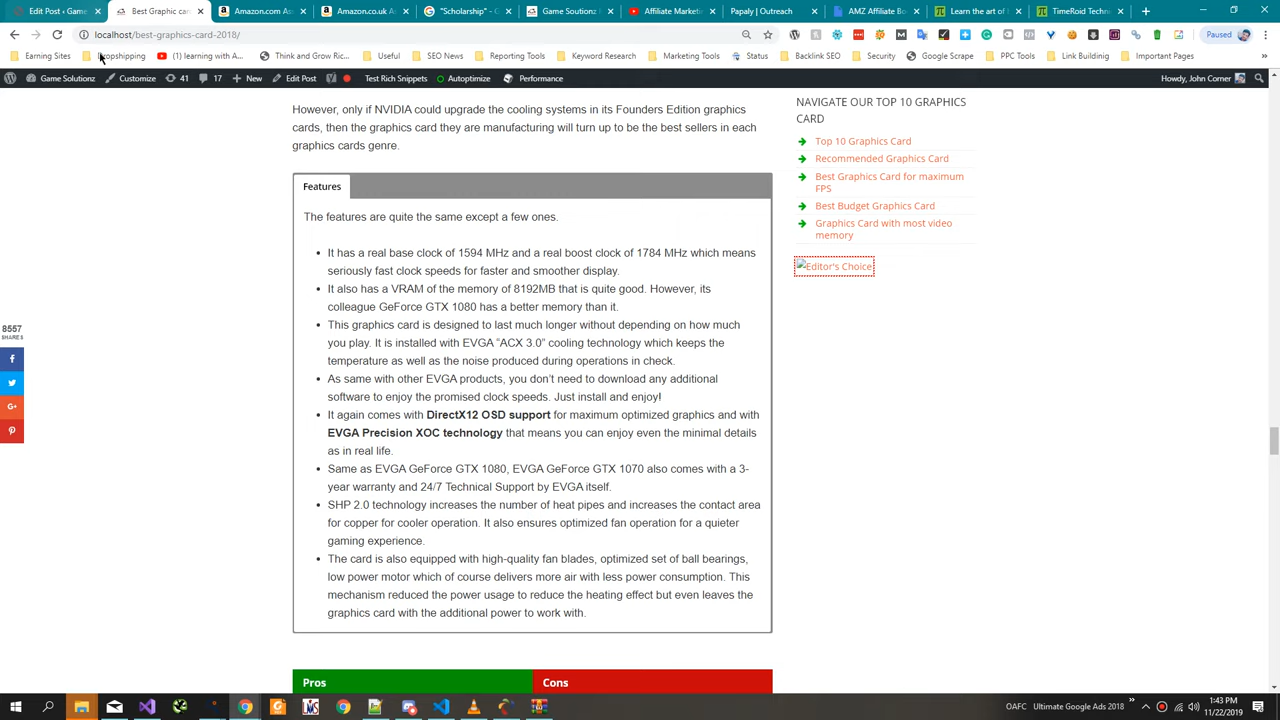 Edit Post ‹ Game
Best Graphic card
Amazon.com As
Amazon.co.uk A
"Scholarship" - G
Game Soutionz
Affiliate Marketin
Papaly | Outreach
AMZ Affiliate Bo
Learn the art of l
TimeRoid Techni
localhost/best-graphics-card-2018/
Paused
Earning Sites
Dropshipping
(1) learning with A...
Think and Grow Ric...
Useful
SEO News
Reporting Tools
Keyword Research
Marketing Tools
Status
Backlink SEO
Security
Google Scrape
PPC Tools
Link Buildinig
Important Pages
»
Game Solutionz
Customize
41
17
+ New
Edit Post
Test Rich Snippets
Autoptimize
Performance
Howdy, John Corner
However, only if NVIDIA could upgrade the cooling systems in its Founders Edition graphics
cards, then the graphics card they are manufacturing will turn up to be the best sellers in each
graphics cards genre.
Features
The features are quite the same except a few ones.
• It has a real base clock of 1594 MHz and a real boost clock of 1784 MHz which means
seriously fast clock speeds for faster and smoother display.
• It also has a VRAM of the memory of 8192MB that is quite good. However, its
colleague GeForce GTX 1080 has a better memory than it.
• This graphics card is designed to last much longer without depending on how much
you play. It is installed with EVGA “ACX 3.0” cooling technology which keeps the
temperature as well as the noise produced during operations in check.
• As same with other EVGA products, you don’t need to download any additional
software to enjoy the promised clock speeds. Just install and enjoy!
• It again comes with DirectX12 OSD support for maximum optimized graphics and with
EVGA Precision XOC technology that means you can enjoy even the minimal details
as in real life.
• Same as EVGA GeForce GTX 1080, EVGA GeForce GTX 1070 also comes with a 3-
year warranty and 24/7 Technical Support by EVGA itself.
• SHP 2.0 technology increases the number of heat pipes and increases the contact area
for copper for cooler operation. It also ensures optimized fan operation for a quieter
gaming experience.
• The card is also equipped with high-quality fan blades, optimized set of ball bearings,
low power motor which of course delivers more air with less power consumption. This
mechanism reduced the power usage to reduce the heating effect but even leaves the
graphics card with the additional power to work with.
Pros
Cons
NAVIGATE OUR TOP 10 GRAPHICS
CARD
Top 10 Graphics Card
Recommended Graphics Card
Best Graphics Card for maximum
FPS
Best Budget Graphics Card
Graphics Card with most video
memory
Editor's Choice
8557
SHARES
OAFC
Ultimate Google Ads 2018
»
1:43 PM
11/22/2019